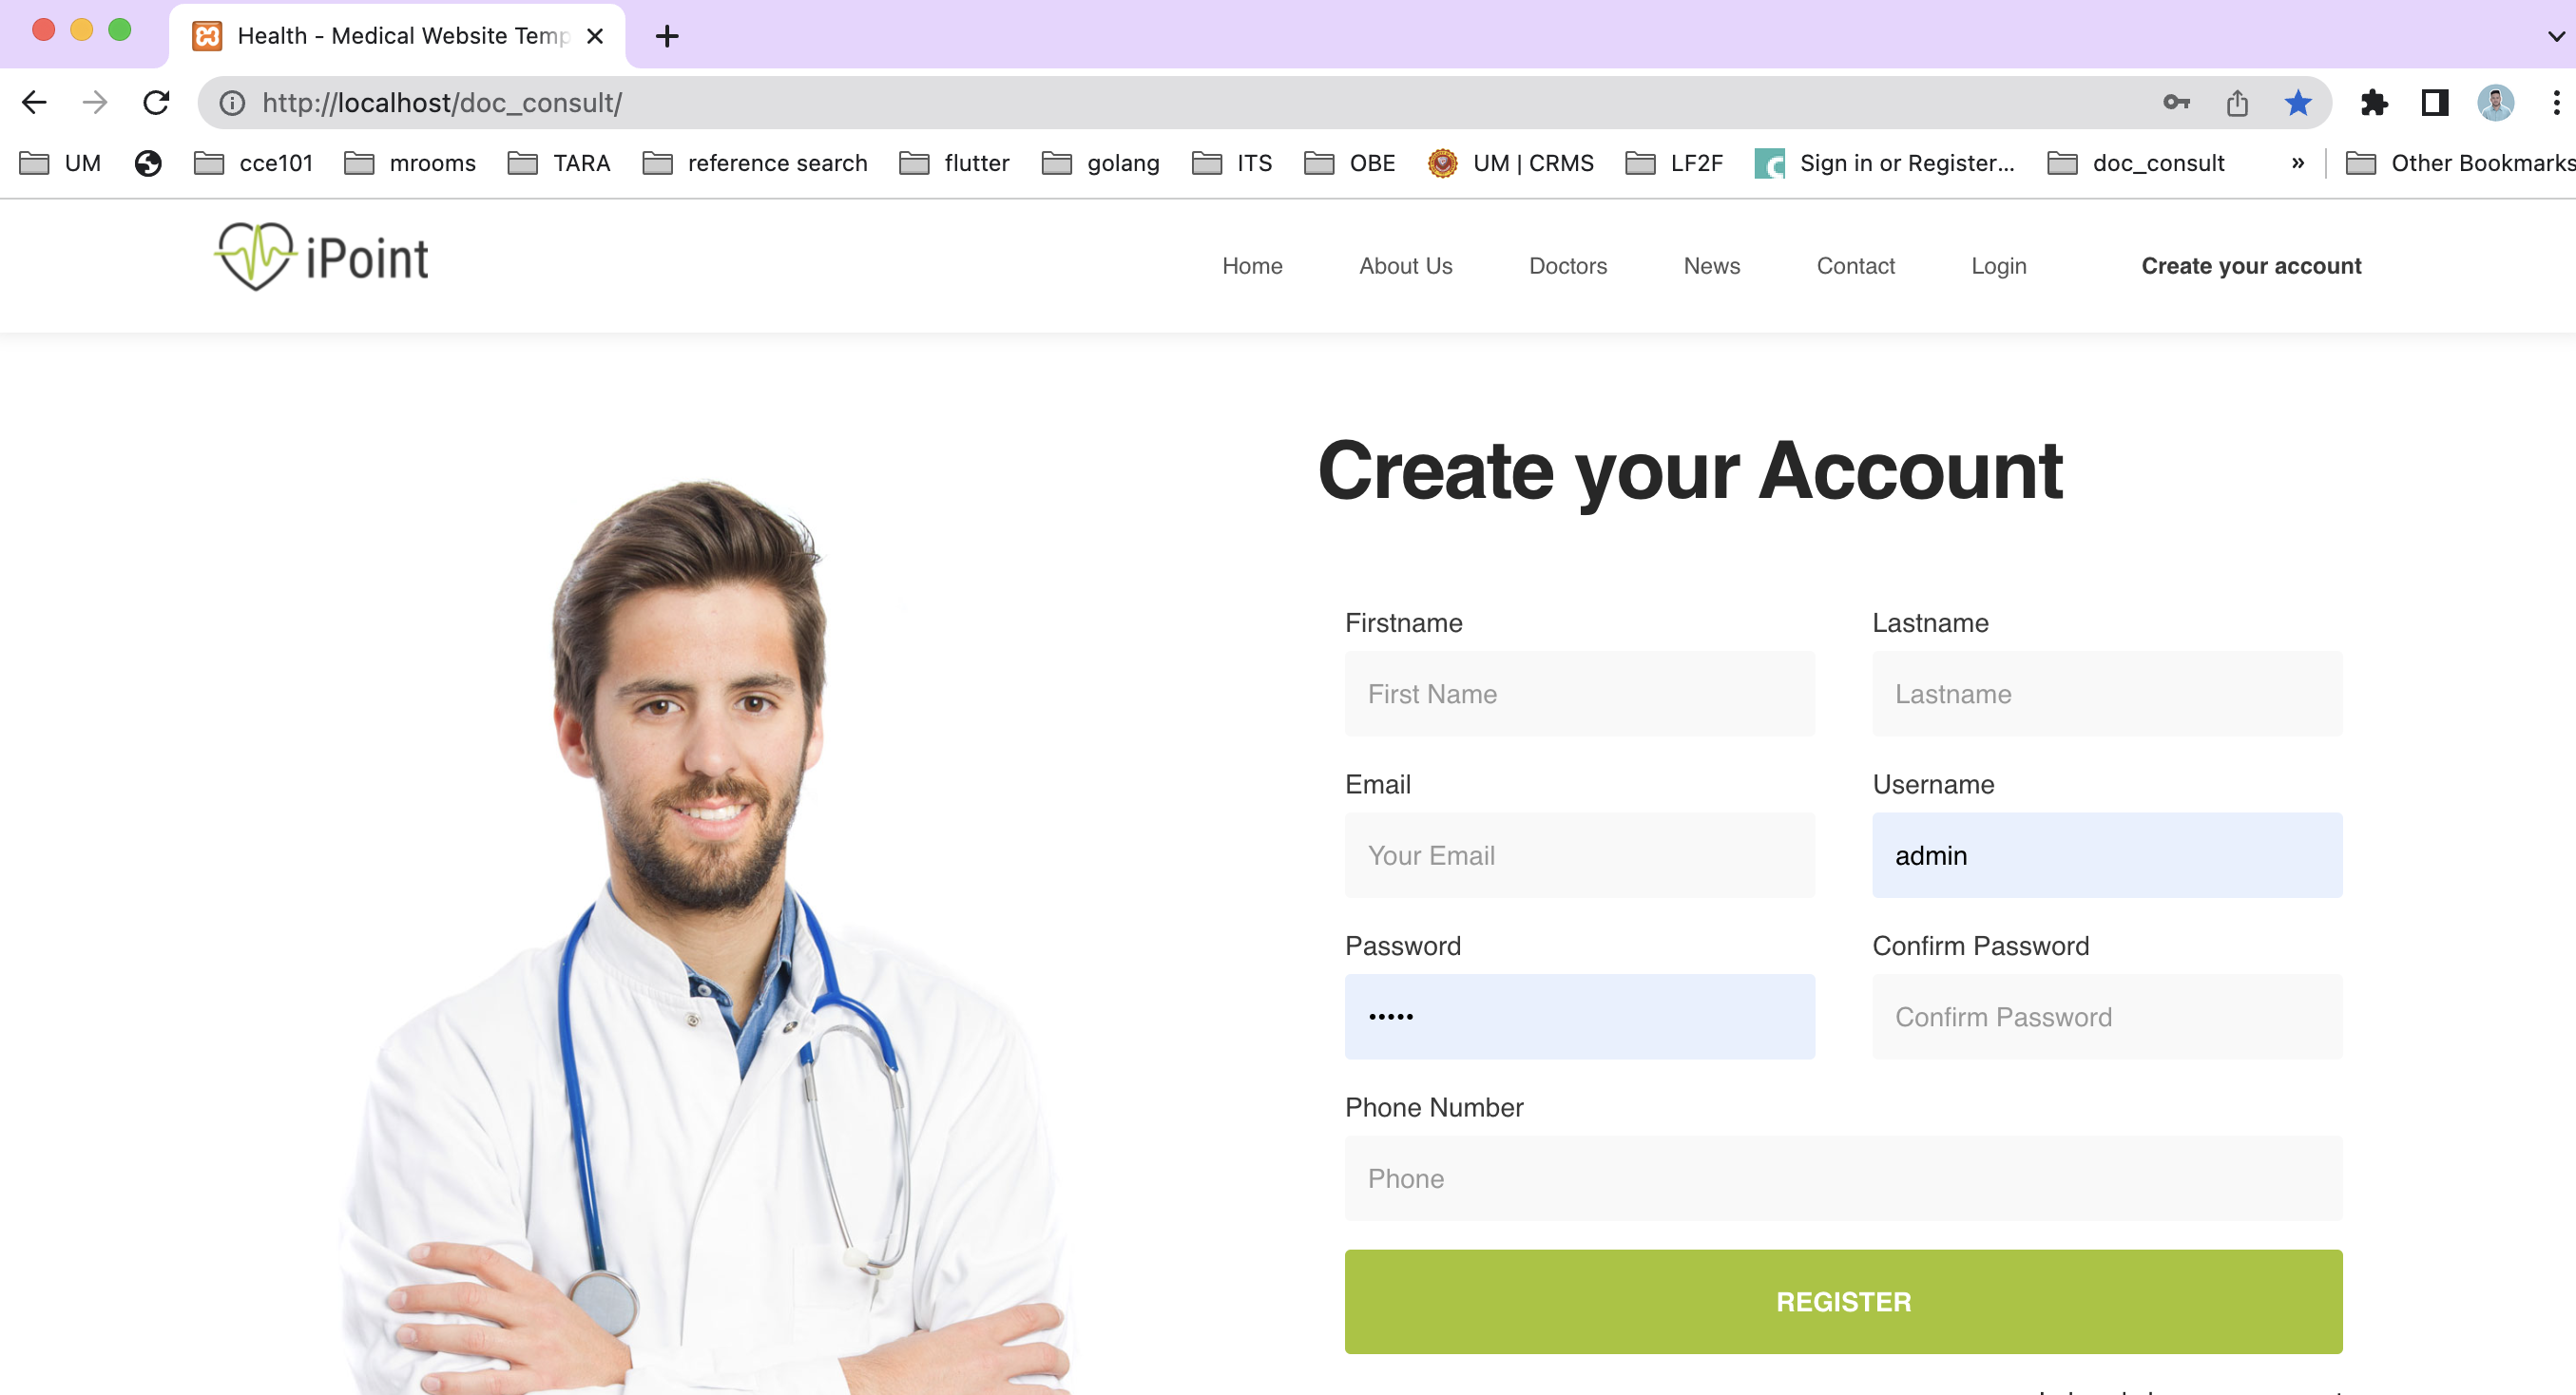 Health - Medical Website Temp
http://localhost/doc_consult/
UM cce101 mrooms TARA reference search flutter golang ITS OBE UM | CRMS LF2F Sign in or Register... doc_consult » Other Bookmarks
iPoint
Home About Us Doctors News Contact Login Create your account
Create your Account
Firstname Lastname
First Name Lastname
Email Username
Your Email admin
Password Confirm Password
••••• Confirm Password
Phone Number
Phone
REGISTER